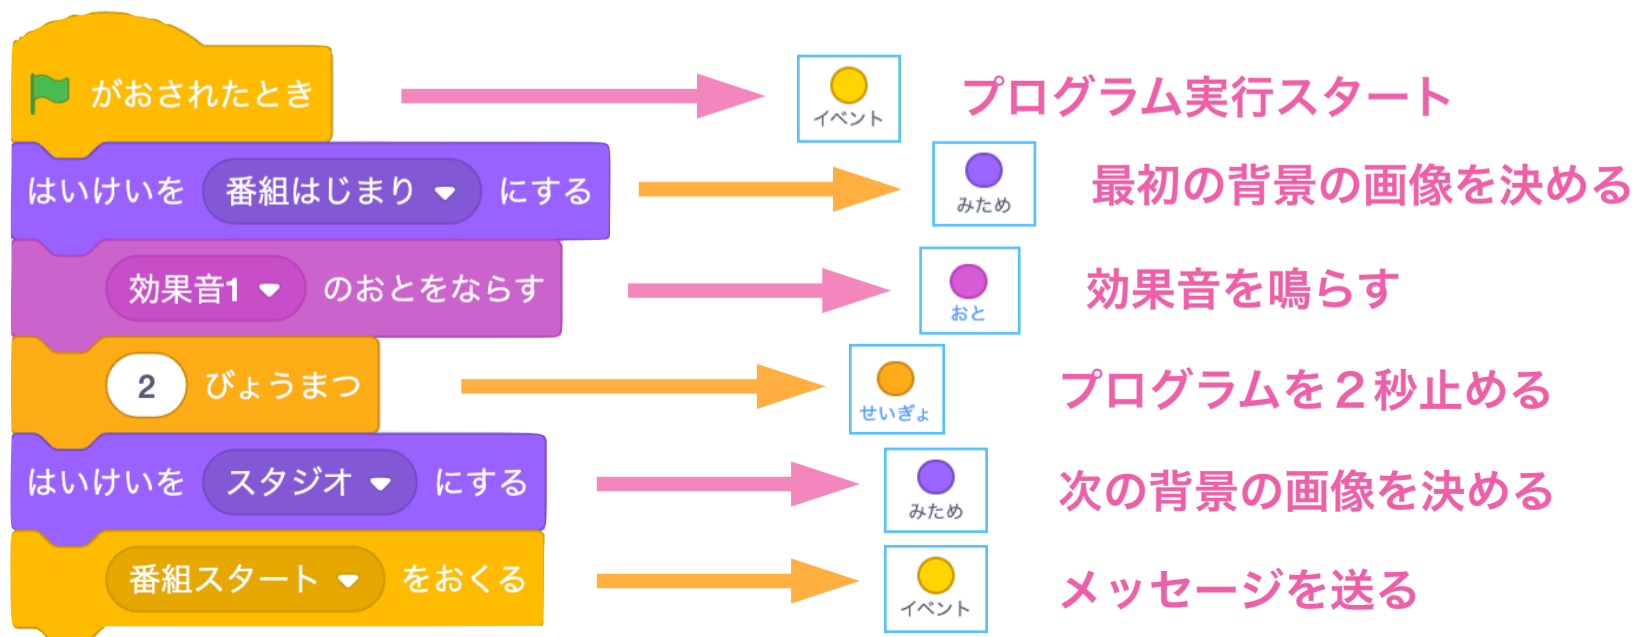 がおされたとき
イベント
プログラム実行スタート
はいけいを 番組はじまり にする
みため
最初の背景の画像を決める
効果音1 のおとをならす
おと
効果音を鳴らす
2 びょうまつ
せいぎょ
プログラムを２秒止める
はいけいを スタジオ にする
みため
次の背景の画像を決める
番組スタート をおくる
イベント
メッセージを送る